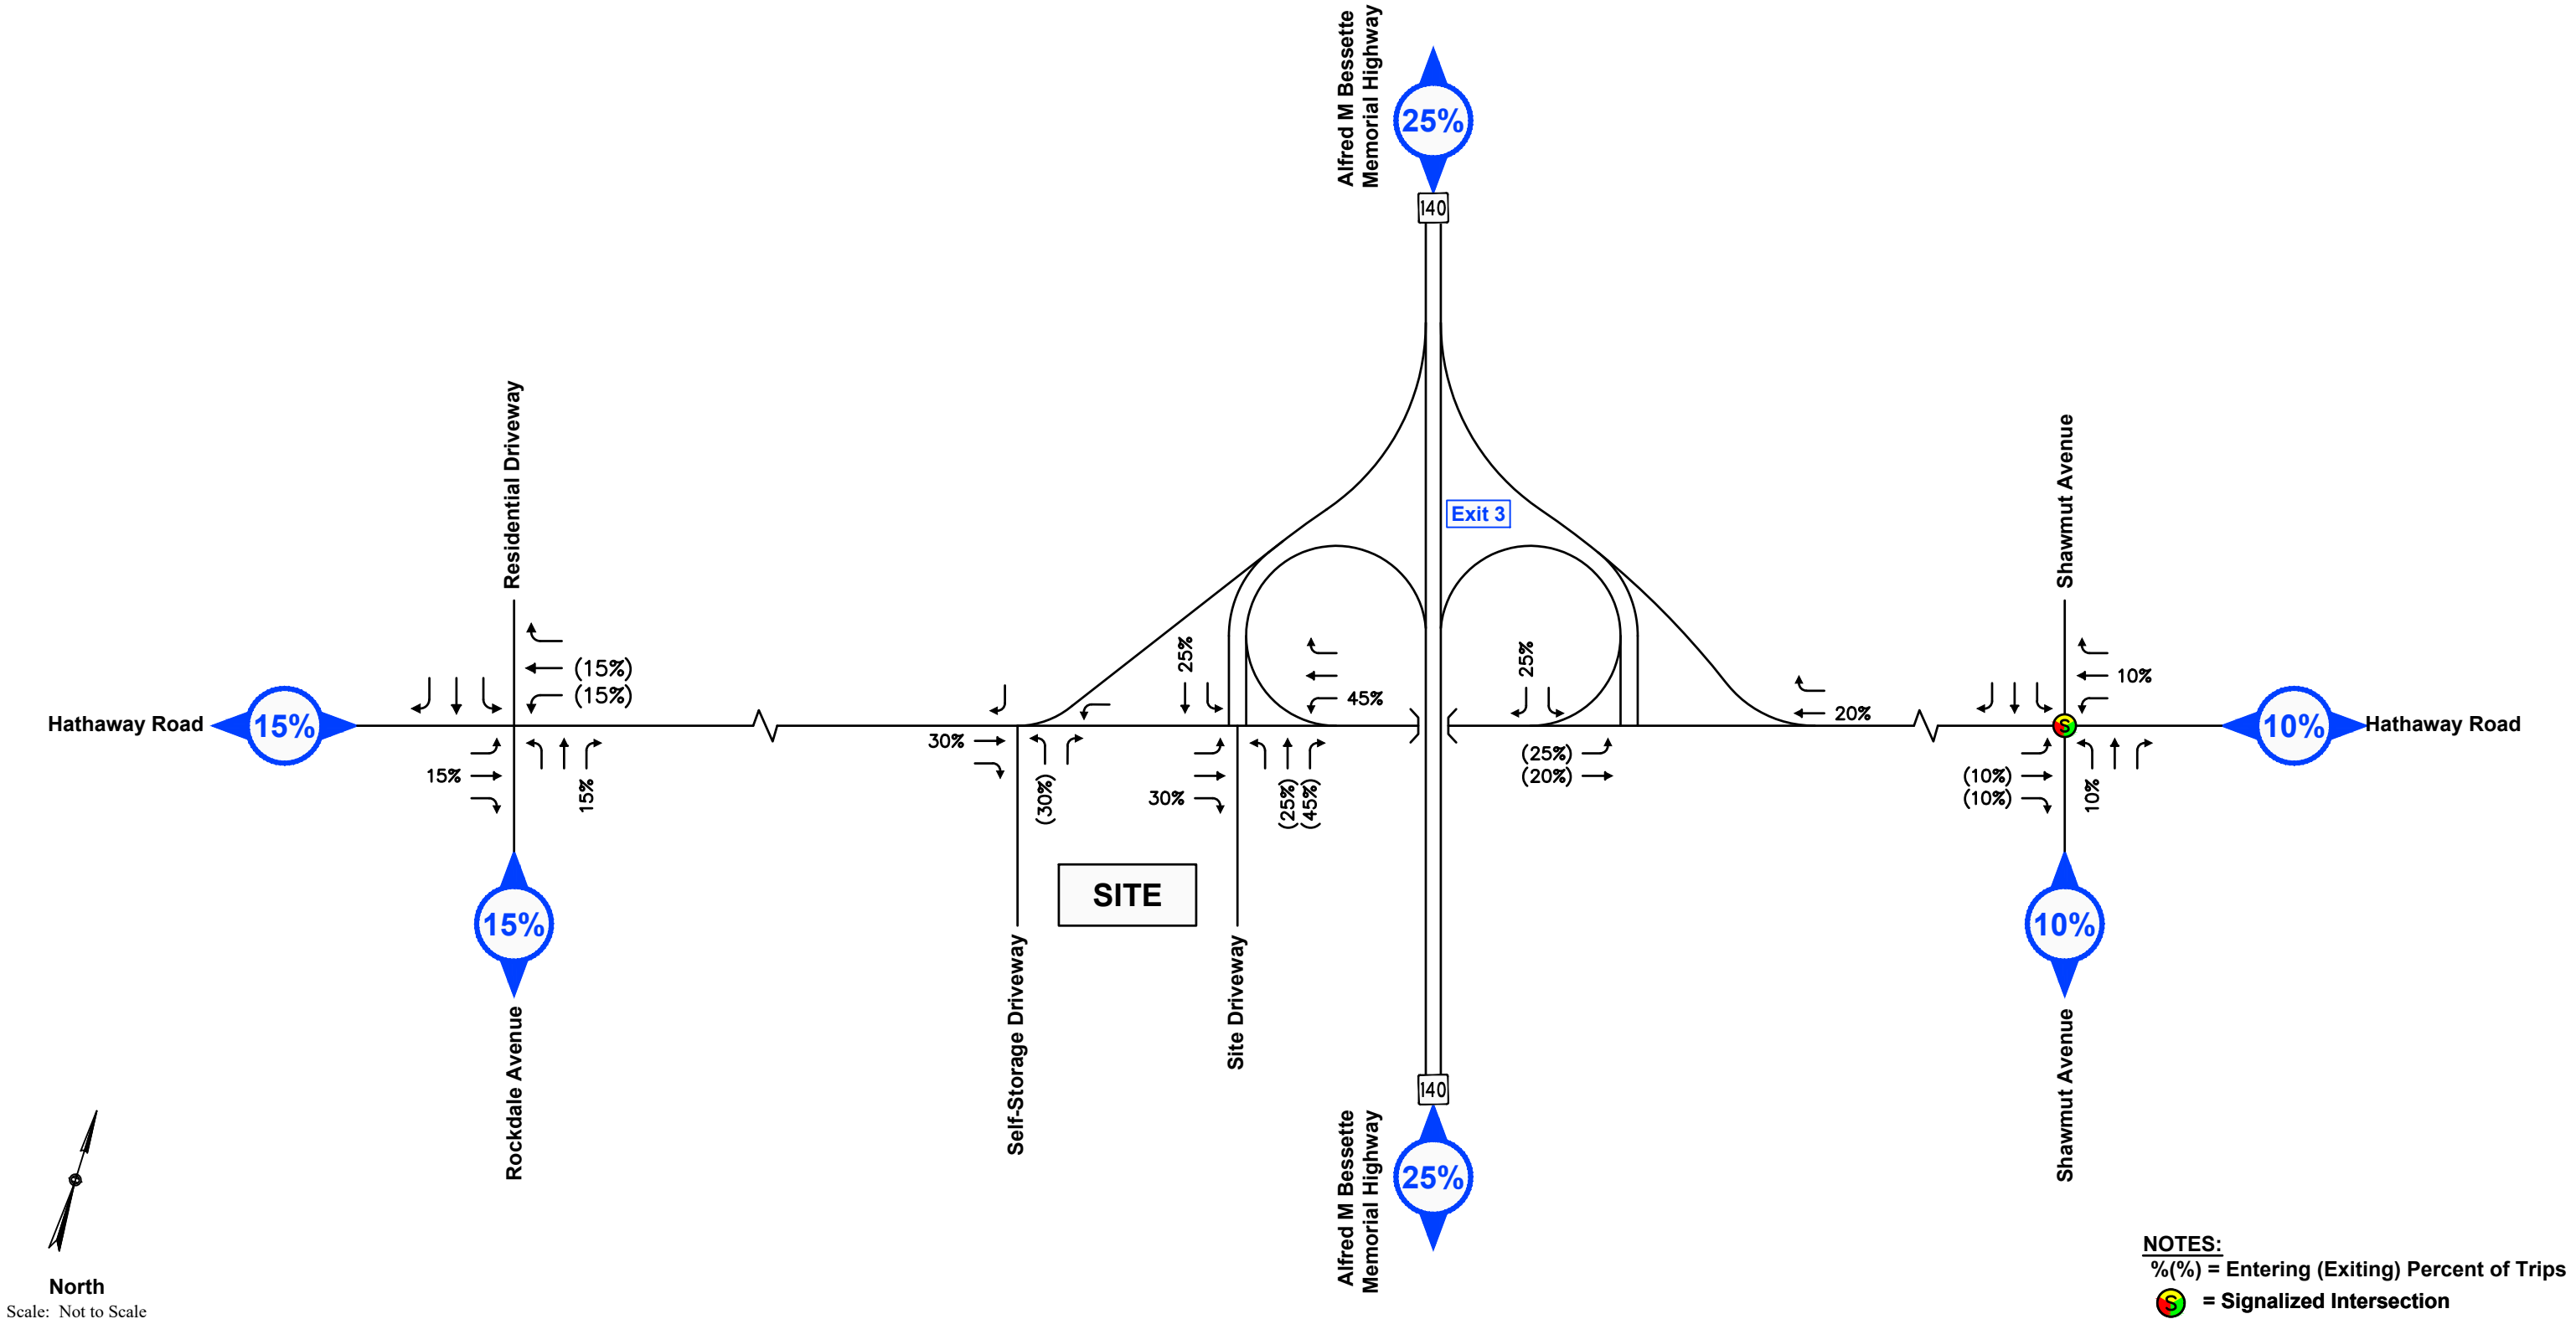 Alfred M Bessette
Memorial Highway
25%
140
Exit 3
Residential Driveway
Shawmut Avenue
(15%)
(15%)
25%
45%
25%
20%
10%
Hathaway Road
15%
10%
Hathaway Road
15%
15%
30%
(30%)
30%
(25%)
(45%)
(25%)
(20%)
(10%)
(10%)
10%
S
SITE
15%
10%
Rockdale Avenue
Self-Storage Driveway
Site Driveway
Shawmut Avenue
140
25%
Alfred M Bessette
Memorial Highway
North
Scale: Not to Scale
NOTES:
%(%) = Entering (Exiting) Percent of Trips
S = Signalized Intersection